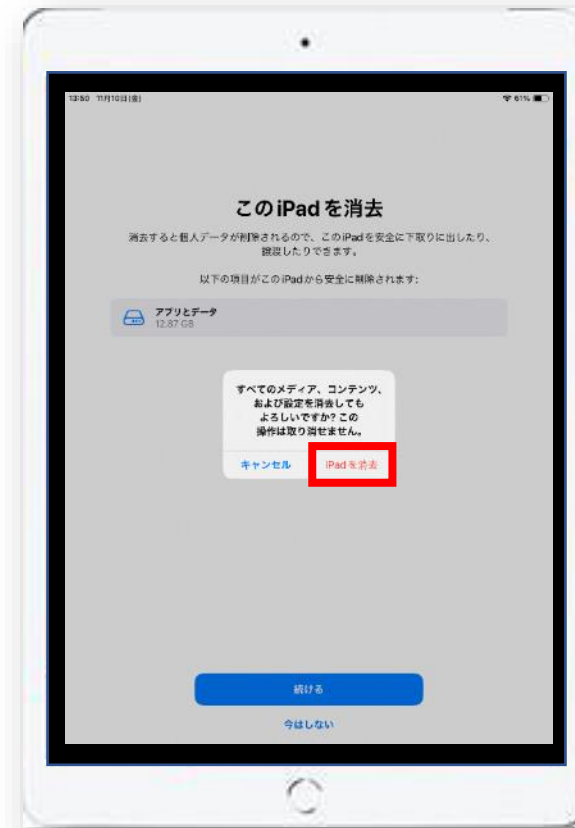 13:50 11月10日(金)
61%
このiPadを消去
消去すると個人データが削除されるので、このiPadを安全に下取りに出したり、
譲渡したりできます。
以下の項目がこのiPadから安全に削除されます:
アプリとデータ
12.87 GB
すべてのメディア、コンテンツ、
および設定を消去しても
よろしいですか? この
操作は取り消せません。
キャンセル iPadを消去
続ける
今はしない